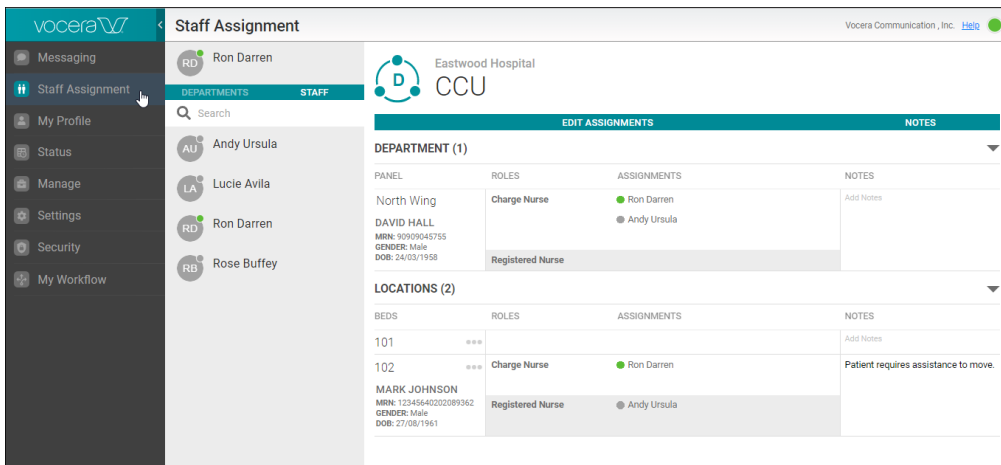 vocera
Messaging
Staff Assignment
My Profile
Status
Manage
Settings
Security
My Workflow
Staff Assignment
Vocera Communication , Inc. Help
RD Ron Darren
DEPARTMENTS STAFF
Search
AU Andy Ursula
LA Lucie Avila
RD Ron Darren
RB Rose Buffey
D
Eastwood Hospital
CCU
EDIT ASSIGNMENTS NOTES
DEPARTMENT (1)
PANEL ROLES ASSIGNMENTS NOTES
North Wing Charge Nurse Ron Darren Add Notes
Andy Ursula
DAVID HALL
MRN: 90909045755
GENDER: Male
DOB: 24/03/1958
Registered Nurse
LOCATIONS (2)
BEDS ROLES ASSIGNMENTS NOTES
101 Add Notes
102 Charge Nurse Ron Darren Patient requires assistance to move.
MARK JOHNSON
MRN: 12345640202089362
GENDER: Male
DOB: 27/08/1961
Registered Nurse Andy Ursula